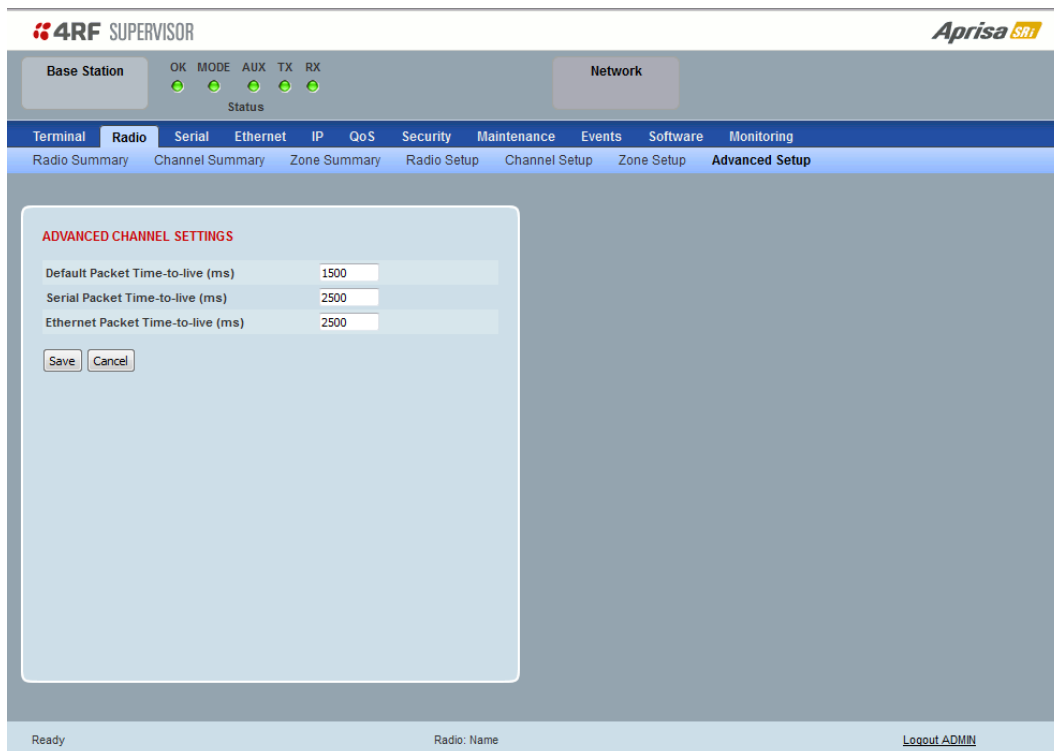 4RF SUPERVISOR
Aprisa SRi
Base Station
OK MODE AUX TX RX
Status
Network
Terminal Radio Serial Ethernet IP QoS Security Maintenance Events Software Monitoring
Radio Summary Channel Summary Zone Summary Radio Setup Channel Setup Zone Setup Advanced Setup
ADVANCED CHANNEL SETTINGS
Default Packet Time-to-live (ms) 1500
Serial Packet Time-to-live (ms) 2500
Ethernet Packet Time-to-live (ms) 2500
Save Cancel
Ready Radio: Name Logout ADMIN